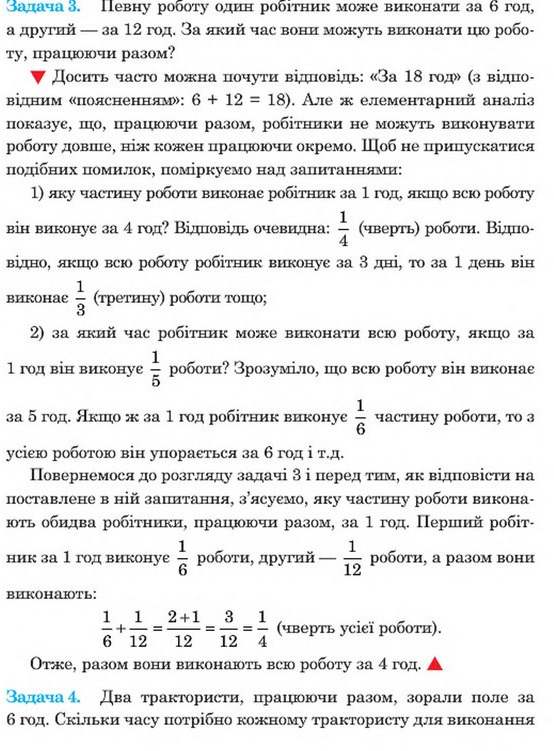 Задача 3. Певну роботу один робітник може виконати за 6 год,
а другий — за 12 год. За який час вони можуть виконати цю робо-
ту, працюючи разом?
▼ Досить часто можна почути відповідь: «За 18 год» (з відпо-
відним «поясненням»: 6 + 12 = 18). Але ж елементарний аналіз
показує, що, працюючи разом, робітники не можуть виконувати
роботу довше, ніж кожен працюючи окремо. Щоб не припускатися
подібних помилок, поміркуємо над запитаннями:
1) яку частину роботи виконає робітник за 1 год, якщо всю роботу
він виконує за 4 год? Відповідь очевидна: 1/4 (чверть) роботи. Відпо-
відно, якщо всю роботу робітник виконує за 3 дні, то за 1 день він
виконає 1/3 (третину) роботи тощо;
2) за який час робітник може виконати всю роботу, якщо за
1 год він виконує 1/5 роботи? Зрозуміло, що всю роботу він виконає
за 5 год. Якщо ж за 1 год робітник виконує 1/6 частину роботи, то з
усією роботою він упорається за 6 год і т.д.
Повернемося до розгляду задачі 3 і перед тим, як відповісти на
поставлене в ній запитання, з’ясуємо, яку частину роботи викона-
ють обидва робітники, працюючи разом, за 1 год. Перший робіт-
ник за 1 год виконує 1/6 роботи, другий — 1/12 роботи, а разом вони
виконають:
1/6 + 1/12 = 2+1/12 = 3/12 = 1/4 (чверть усієї роботи).
Отже, разом вони виконають всю роботу за 4 год. ▲
Задача 4. Два трактористи, працюючи разом, зорали поле за
6 год. Скільки часу потрібно кожному трактористу для виконання